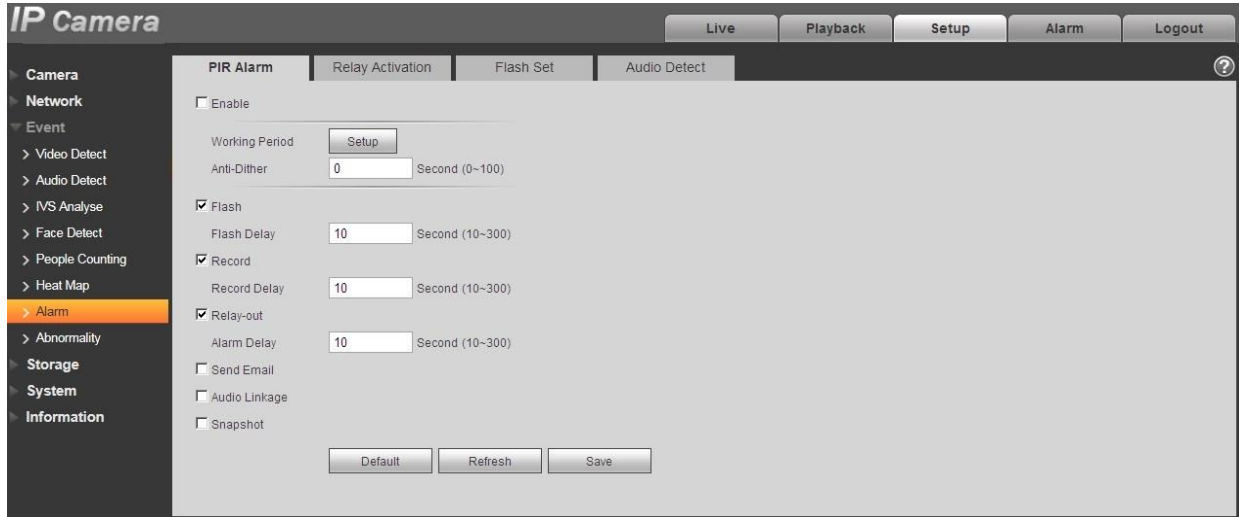 IP Camera
Live Playback Setup Alarm Logout
Camera
Network
Event
Video Detect
Audio Detect
IVS Analyse
Face Detect
People Counting
Heat Map
Alarm
Abnormality
Storage
System
Information
PIR Alarm Relay Activation Flash Set Audio Detect
?
Enable
Working Period Setup
Anti-Dither 0 Second (0~100)
Flash
Flash Delay 10 Second (10~300)
Record
Record Delay 10 Second (10~300)
Relay-out
Alarm Delay 10 Second (10~300)
Send Email
Audio Linkage
Snapshot
Default Refresh Save